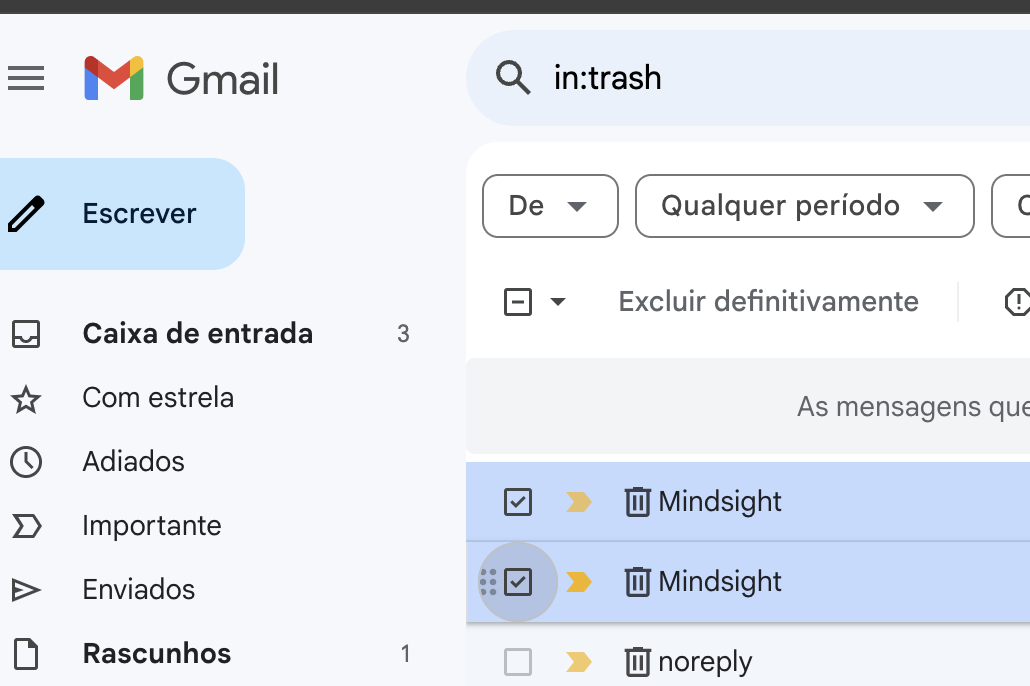 Gmail
in:trash
Escrever
De
Qualquer período
Excluir definitivamente
Caixa de entrada 3
As mensagens que
Com estrela
Adiados
Mindsight
Importante
Mindsight
Enviados
Rascunhos 1
noreply